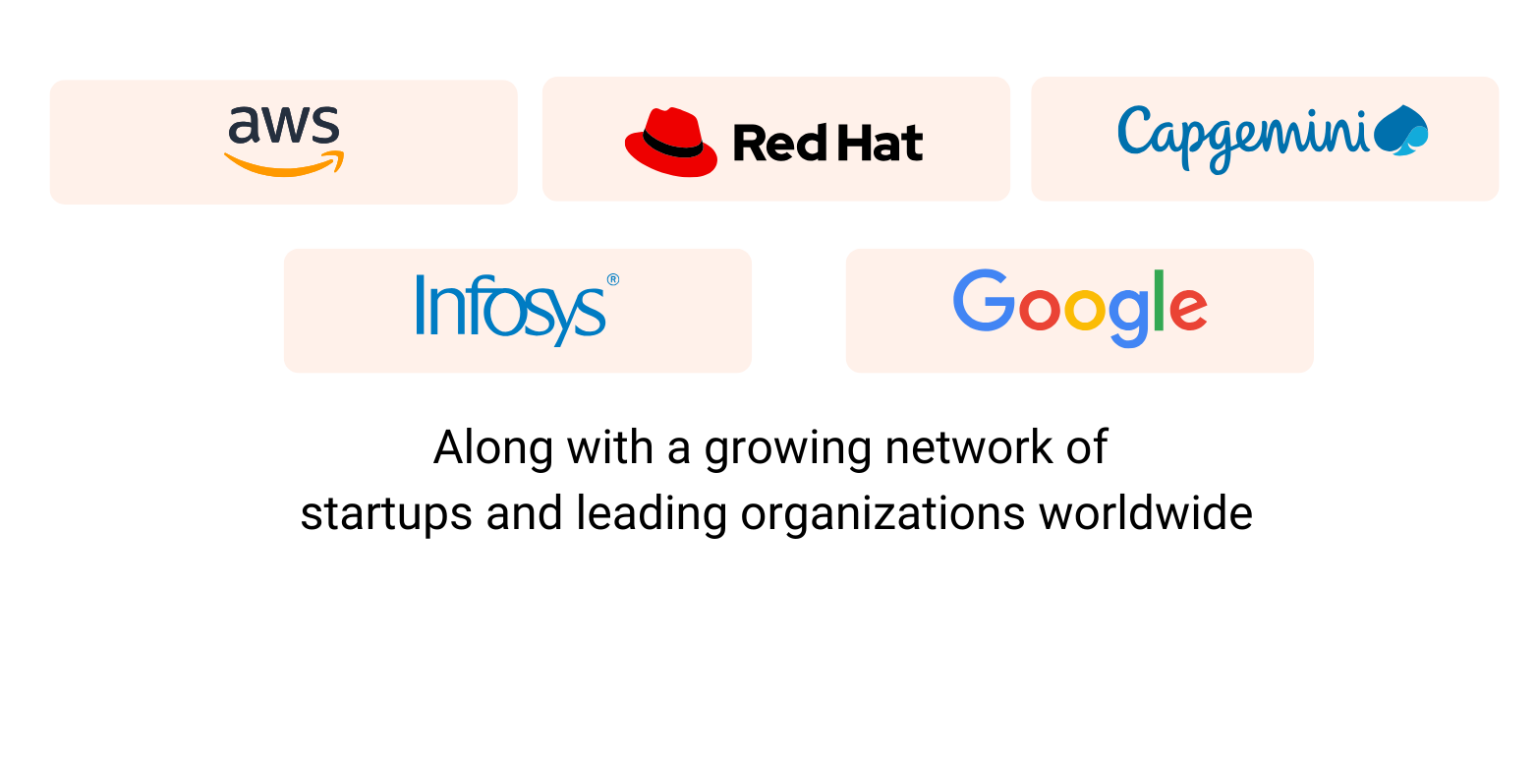 aws
Red Hat
Capgemini
Infosys®
Google
Along with a growing network of
startups and leading organizations worldwide